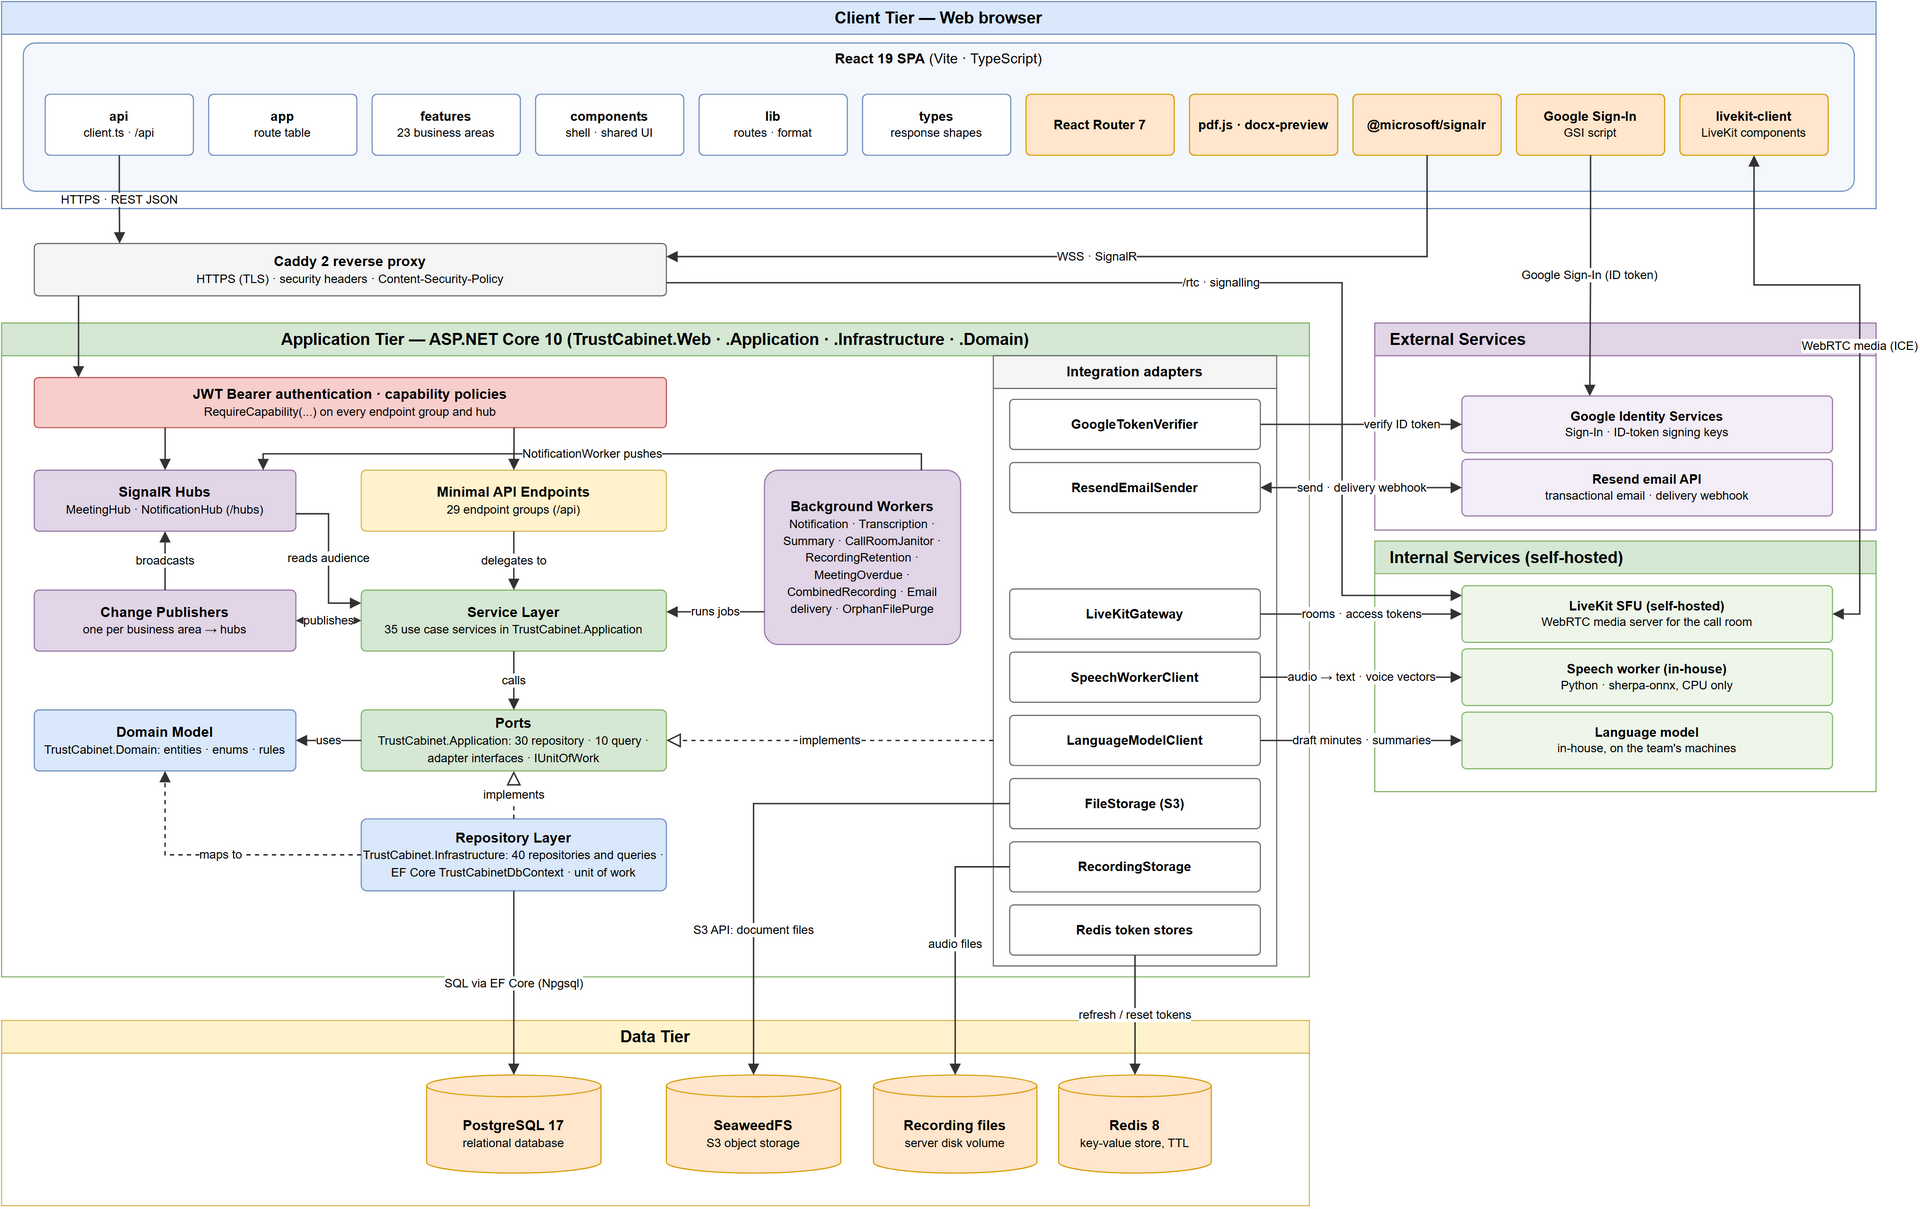 Client Tier — Web browser
React 19 SPA (Vite · TypeScript)
api
client.ts · /api
app
route table
features
23 business areas
components
shell · shared UI
lib
routes · format
types
response shapes
React Router 7
pdf.js · docx-preview
@microsoft/signalr
Google Sign-In
GSI script
livekit-client
LiveKit components
HTTPS · REST JSON
Caddy 2 reverse proxy
HTTPS (TLS) · security headers · Content-Security-Policy
WSS · SignalR
/rtc · signalling
Google Sign-In (ID token)
WebRTC media (ICE)
Application Tier — ASP.NET Core 10 (TrustCabinet.Web · .Application · .Infrastructure · .Domain)
JWT Bearer authentication · capability policies
RequireCapability(...) on every endpoint group and hub
NotificationWorker pushes
SignalR Hubs
MeetingHub · NotificationHub (/hubs)
Minimal API Endpoints
29 endpoint groups (/api)
Background Workers
Notification · Transcription ·
Summary · CallRoomJanitor ·
RecordingRetention ·
MeetingOverdue ·
CombinedRecording · Email
delivery · OrphanFilePurge
broadcasts
reads audience
delegates to
Change Publishers
one per business area → hubs
publishes
Service Layer
35 use case services in TrustCabinet.Application
runs jobs
calls
Domain Model
TrustCabinet.Domain: entities · enums · rules
uses
Ports
TrustCabinet.Application: 30 repository · 10 query ·
adapter interfaces · IUnitOfWork
implements
implements
Repository Layer
TrustCabinet.Infrastructure: 40 repositories and queries ·
EF Core TrustCabinetDbContext · unit of work
maps to
Integration adapters
GoogleTokenVerifier
ResendEmailSender
LiveKitGateway
SpeechWorkerClient
LanguageModelClient
FileStorage (S3)
RecordingStorage
Redis token stores
verify ID token
send · delivery webhook
rooms · access tokens
audio → text · voice vectors
draft minutes · summaries
External Services
Google Identity Services
Sign-In · ID-token signing keys
Resend email API
transactional email · delivery webhook
Internal Services (self-hosted)
LiveKit SFU (self-hosted)
WebRTC media server for the call room
Speech worker (in-house)
Python · sherpa-onnx, CPU only
Language model
in-house, on the team's machines
S3 API: document files
audio files
SQL via EF Core (Npgsql)
refresh / reset tokens
Data Tier
PostgreSQL 17
relational database
SeaweedFS
S3 object storage
Recording files
server disk volume
Redis 8
key-value store, TTL